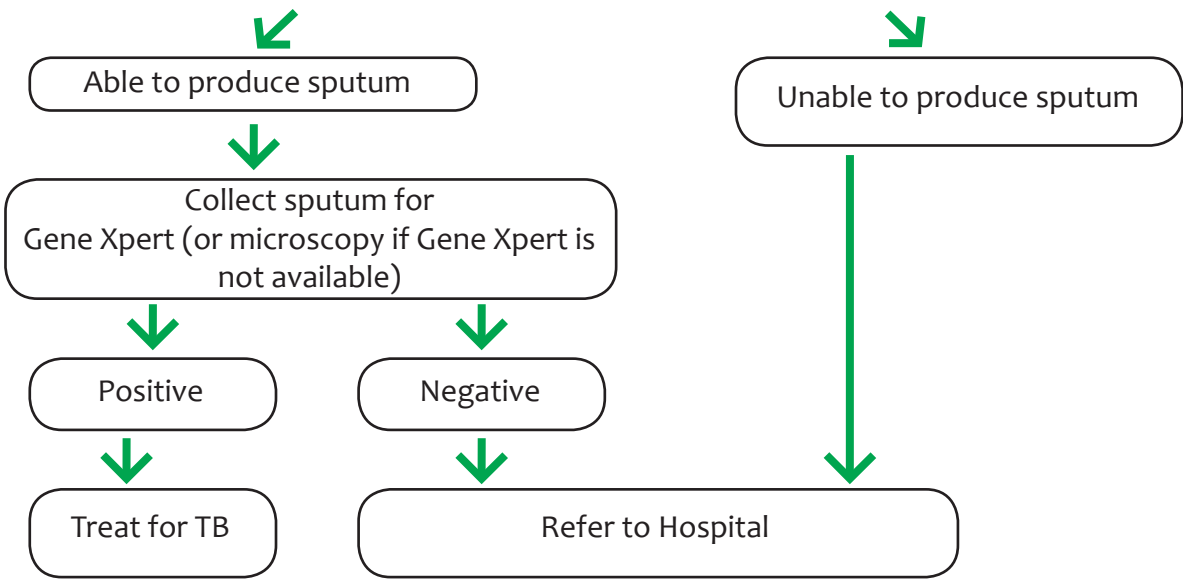 Able to produce sputum
Unable to produce sputum
Collect sputum for
Gene Xpert (or microscopy if Gene Xpert is
not available)
Positive
Negative
Treat for TB
Refer to Hospital